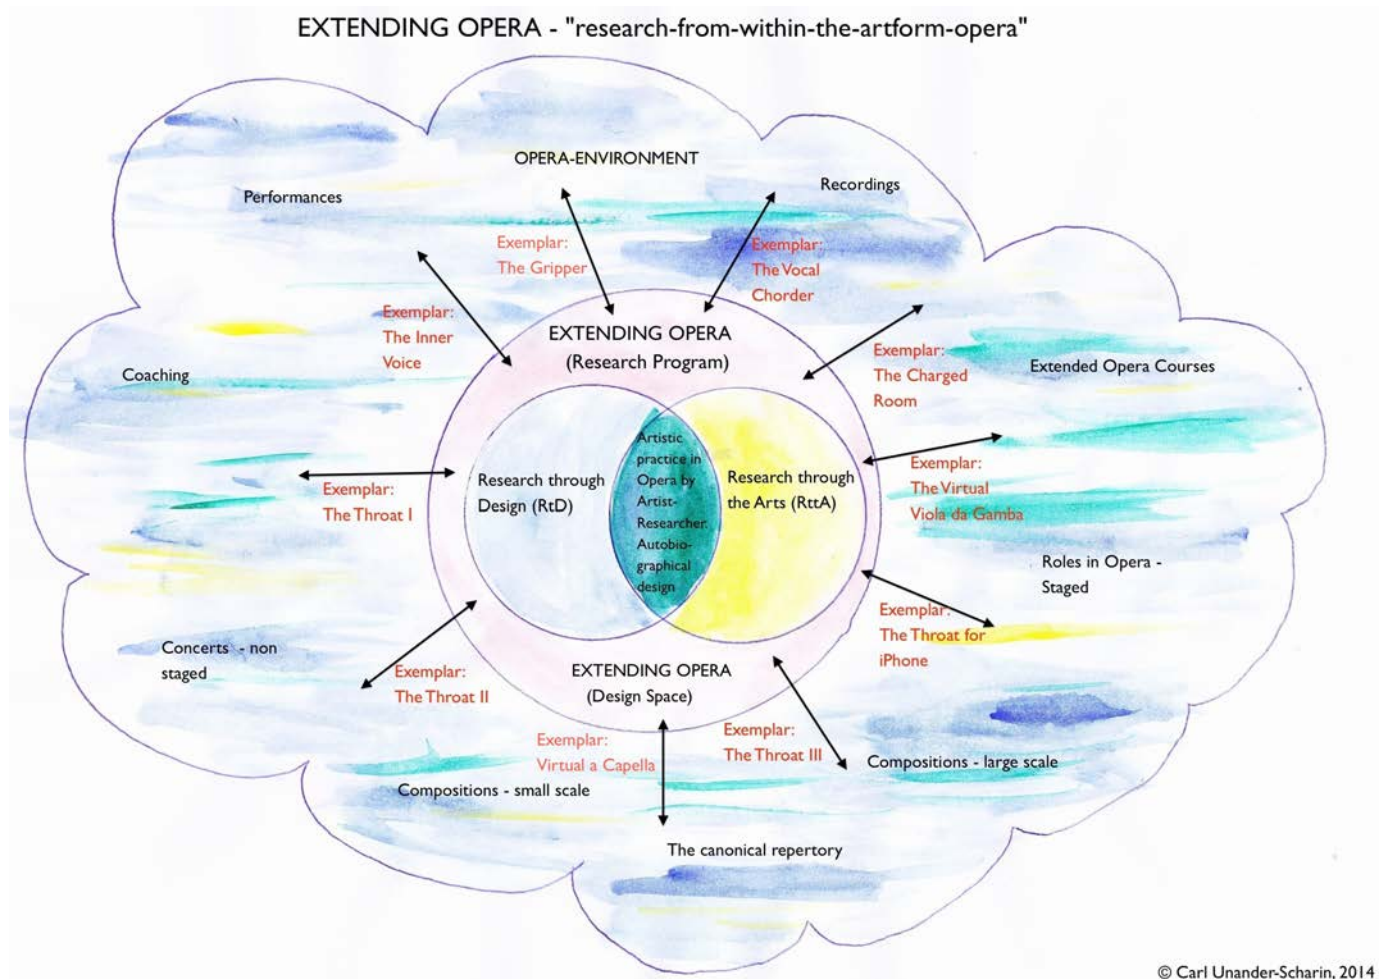 EXTENDING OPERA - "research-from-within-the-artform-opera"
OPERA-ENVIRONMENT
Performances
Recordings
Exemplar:
The Gripper
Exemplar:
The Vocal
Chorder
Exemplar:
The Inner
Voice
EXTENDING OPERA
(Research Program)
Exemplar:
The Charged
Room
Coaching
Extended Opera Courses
Artistic
practice in
Opera by
Artist-
Researcher.
Autobio-
graphical
design
Research through
Design (RtD)
Research through
the Arts (RttA)
Exemplar:
The Throat I
Exemplar:
The Virtual
Viola da Gamba
Roles in Opera -
Staged
Exemplar:
The Throat for
iPhone
Concerts - non
staged
Exemplar:
The Throat II
EXTENDING OPERA
(Design Space)
Exemplar:
Virtual a Capella
Exemplar:
The Throat III
Compositions - large scale
Compositions - small scale
The canonical repertory
© Carl Unander-Scharin, 2014